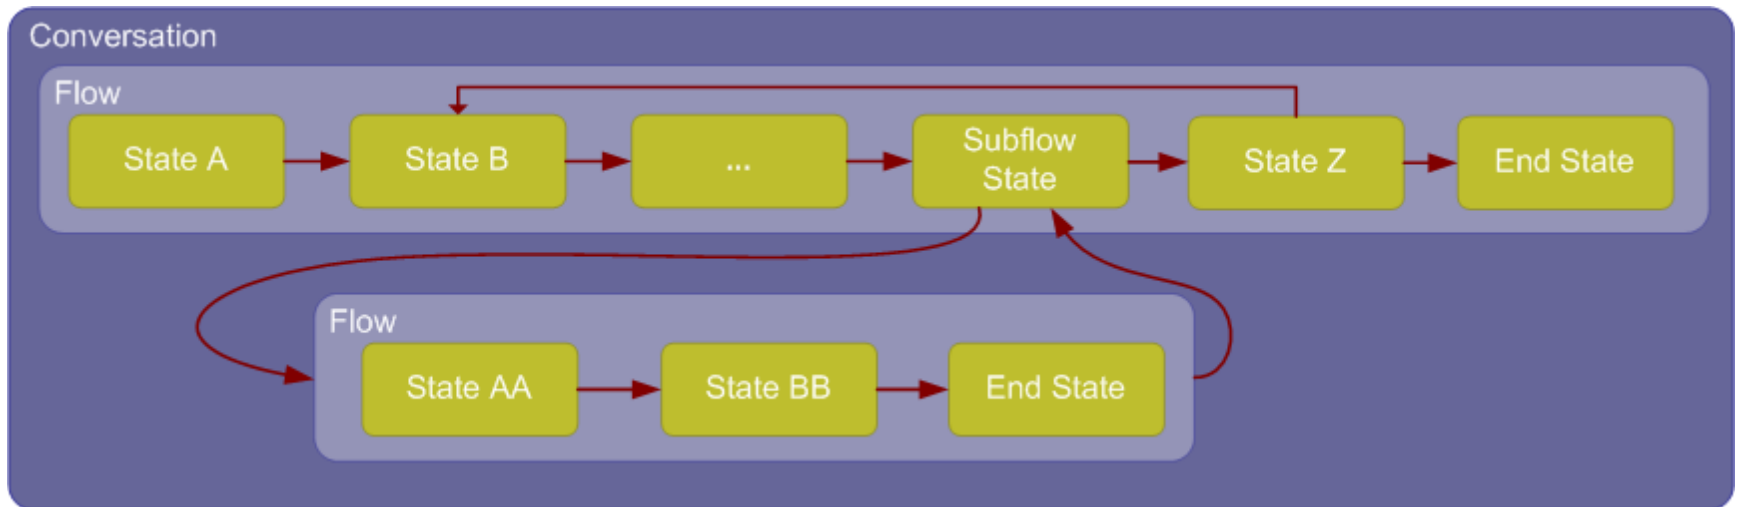 Conversation
Flow
State A
State B
...
Subflow
State
State Z
End State
Flow
State AA
State BB
End State